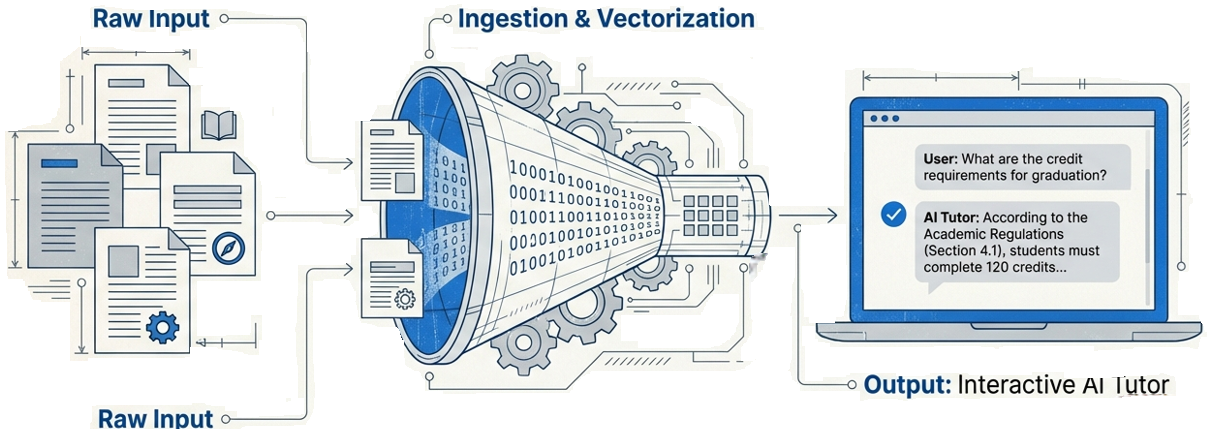 Raw Input
Ingestion & Vectorization
User: What are the credit
requirements for graduation?
AI Tutor: According to the
Academic Regulations
(Section 4.1), students must
complete 120 credits...
Output: Interactive AI Tutor
Raw Input